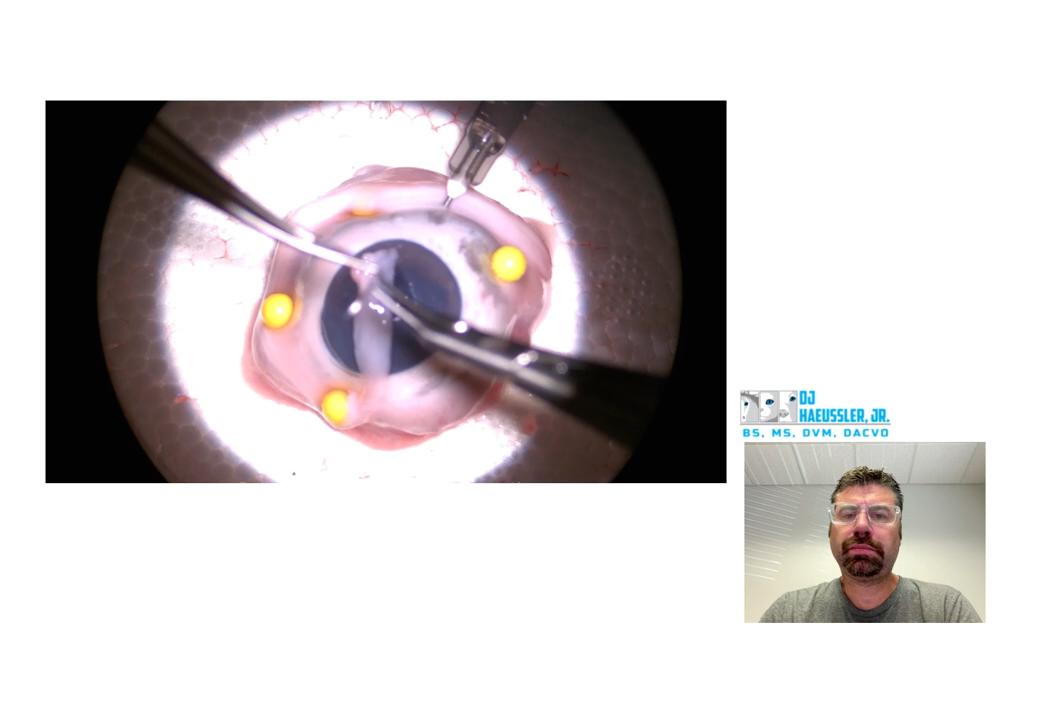 DJ
HAEUSSLER, JR.
BS, MS, DVM, DACVO